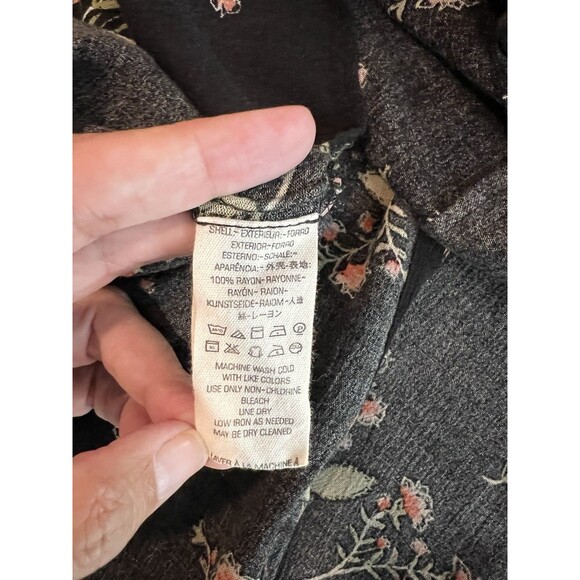 SHELL:- EXTERIEUR:-FORRO
EXTERIOR-FORRO
ESTERNO:-SCHALE:-
APARÊNCIA:- 外壳- 表地:
100% RAYON-RAYONNE-
RAYÓN- RAION-
KUNSTSEIDE-RAIOM-人造
絲-レーヨン
MACHINE WASH COLD
WITH LIKE COLORS
USE ONLY NON-CHLORINE
BLEACH
LINE DRY
LOW IRON AS NEEDED
MAY BE DRY CLEANED
LAVER À LA MACHINE À